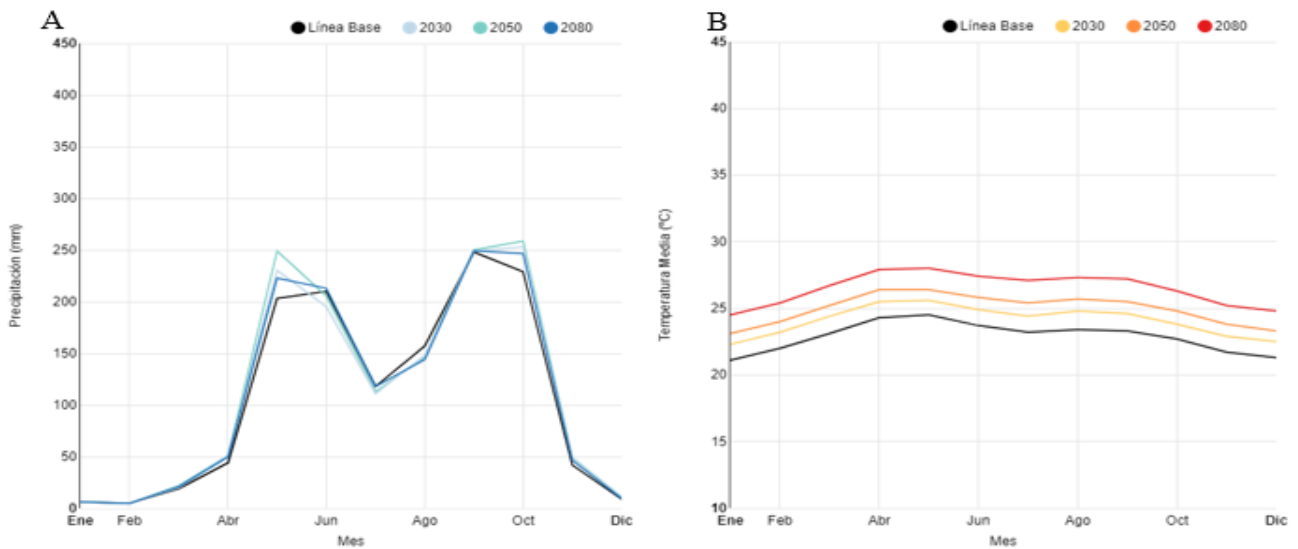 A
Línea Base 2030 2050 2080
450
400
350
300
250
200
150
100
50
0
Precipitación (mm)
Ene Feb Abr Jun Ago Oct Dic
Mes
B
Línea Base 2030 2050 2080
45
40
35
30
25
20
15
10
Temperatura Media (ºC)
Ene Feb Abr Jun Ago Oct Dic
Mes